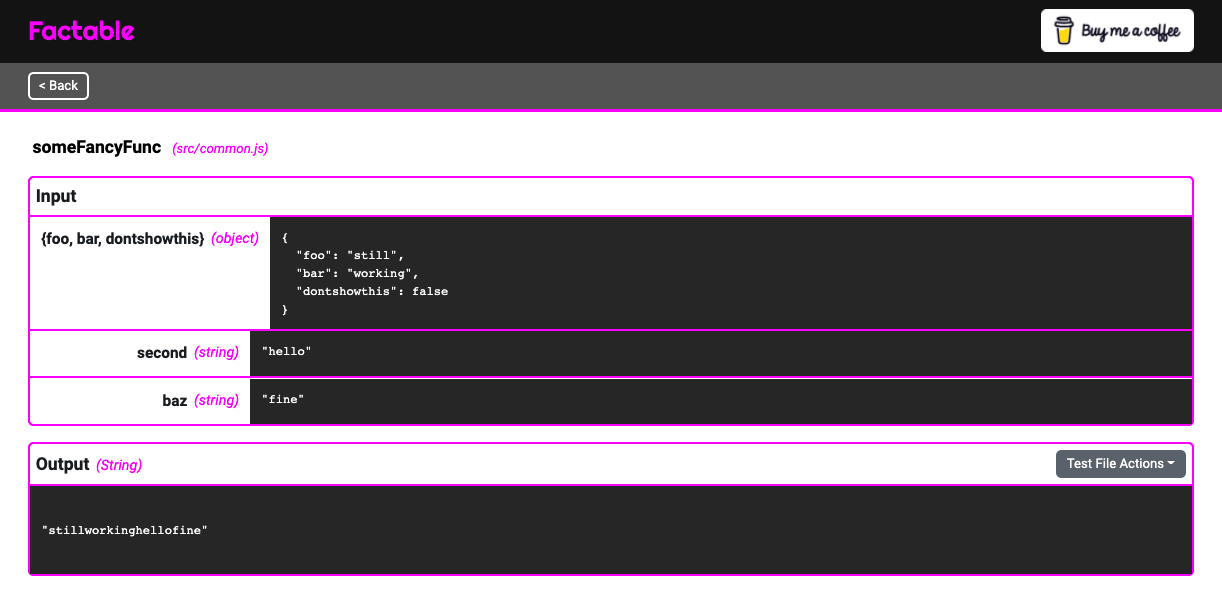 Factable
Buy me a coffee
< Back
someFancyFunc (src/common.js)
Input
{foo, bar, dontshowthis} (object)
{
  "foo": "still",
  "bar": "working",
  "dontshowthis": false
}
second (string) "hello"
baz (string) "fine"
Output (String) Test File Actions
"stillworkinghellofine"